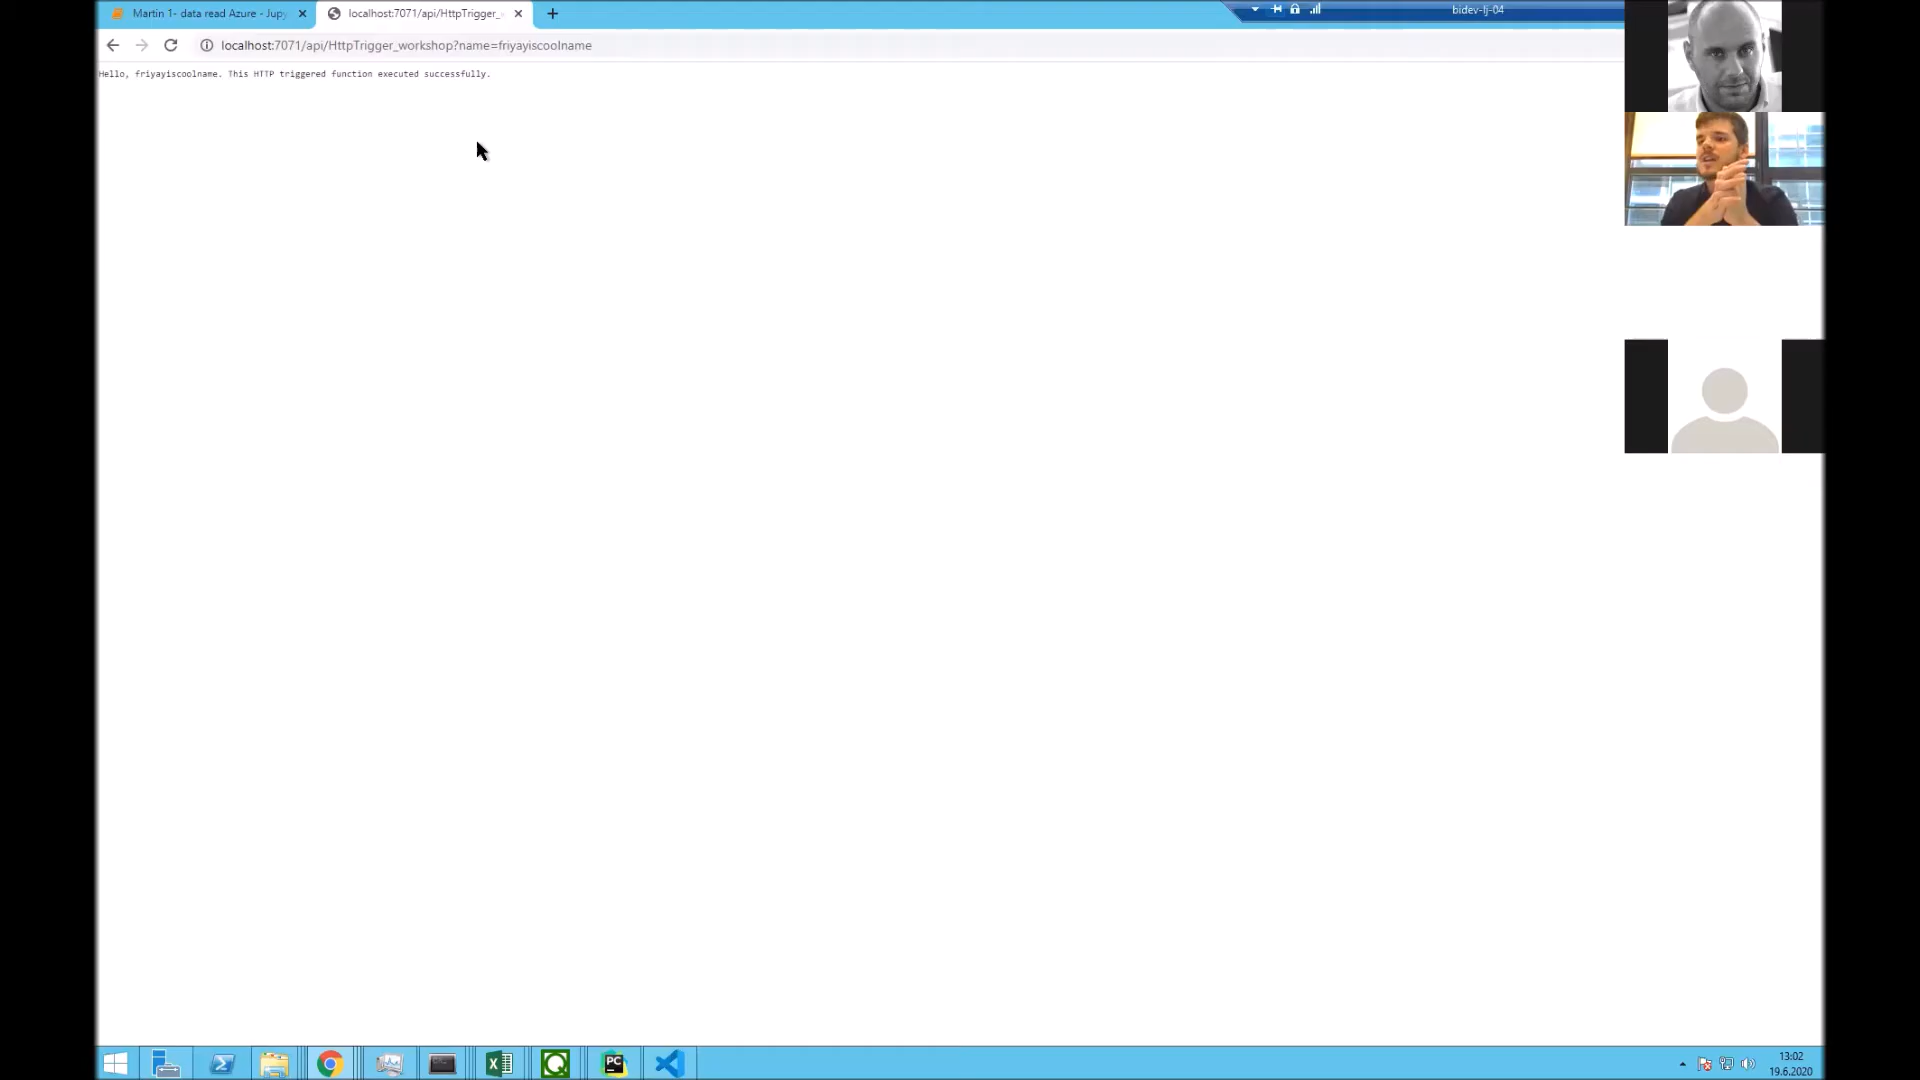 Martin 1- data read Azure - Jupy
localhost:7071/api/HttpTrigger_
bidev-lj-04
localhost:7071/api/HttpTrigger_workshop?name=friyayiscoolname
Hello, friyayiscoolname. This HTTP triggered function executed successfully.
PC
13:02
19.6.2020